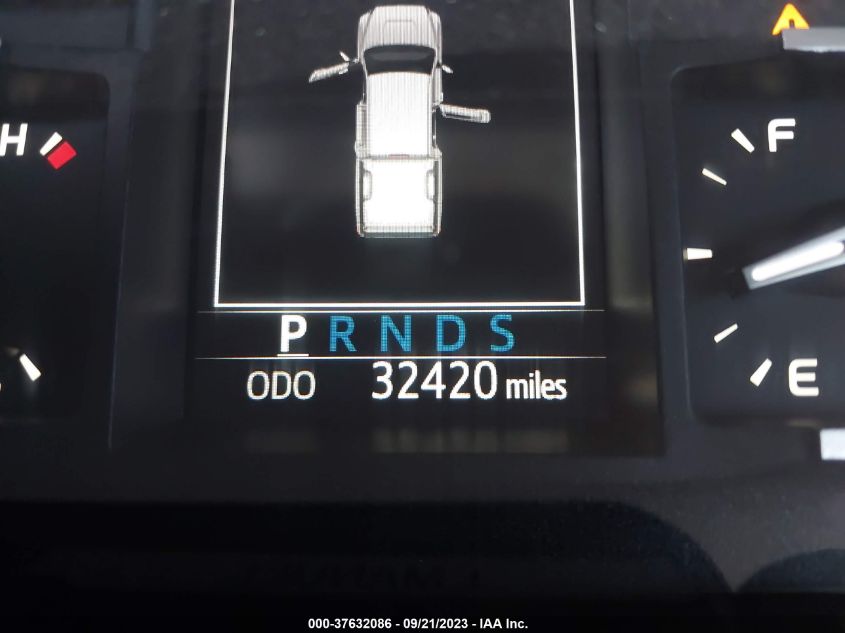 H
F
P R N D S
ODO 32420 miles
E
000-37632086 - 09/21/2023 - IAA Inc.